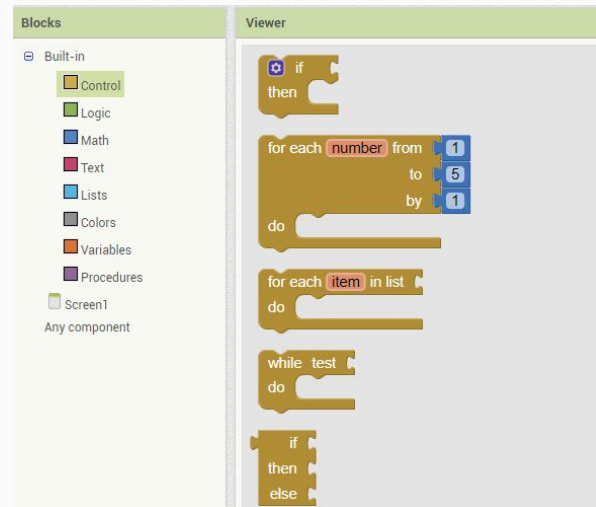 Blocks
Built-in
Control
Logic
Math
Text
Lists
Colors
Variables
Procedures
Screen1
Any component
Viewer
if
then
for each number from 1
to 5
by 1
do
for each item in list
do
while test
do
if
then
else